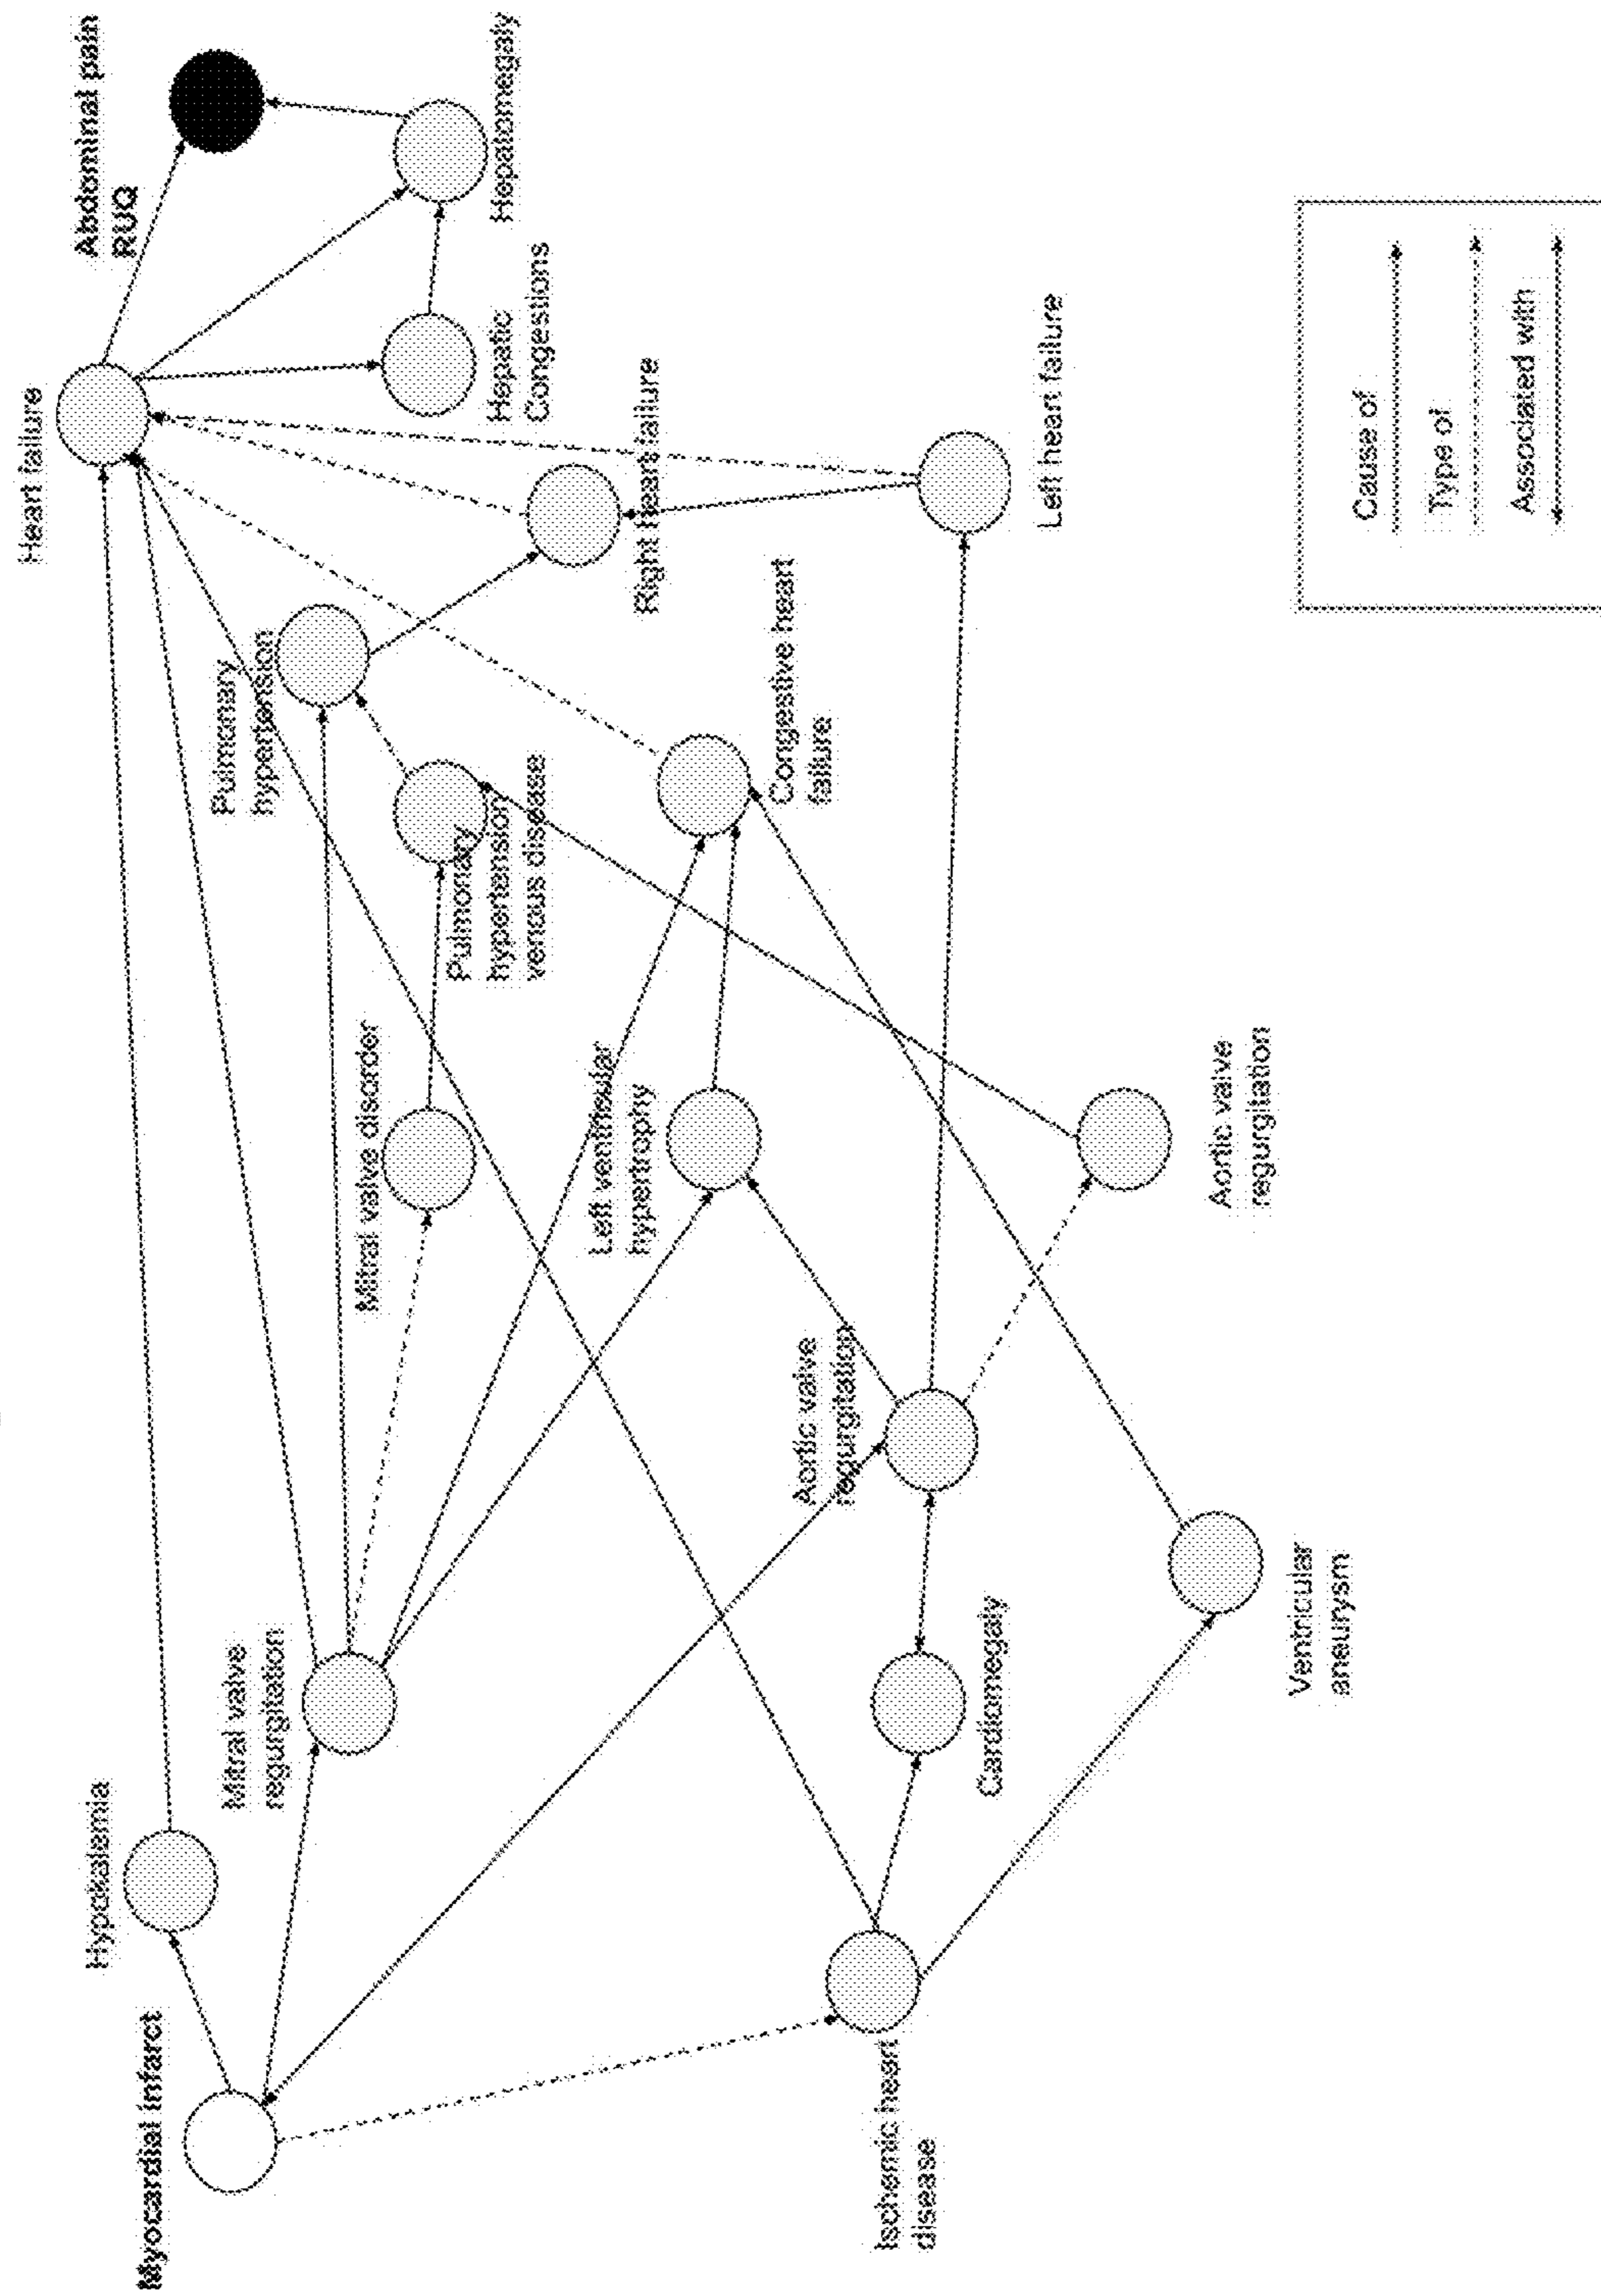 Myocardial infarct
Hypokalemia
Mitral valve
regurgitation
Ischemic heart
disease
Cardiomegaly
Ventricular
aneurysm
Aortic valve
regurgitation
Mitral valve disorder
Left ventricular
hypertrophy
Aortic valve
regurgitation
Pulmonary
hypertension
Pulmonary
hypertension
venous disease
Congestive heart
failure
Heart failure
Right heart failure
Left heart failure
Hepatic
Congestions
Hepatomegaly
Abdominal pain
RUQ
Cause of
Type of
Associated with